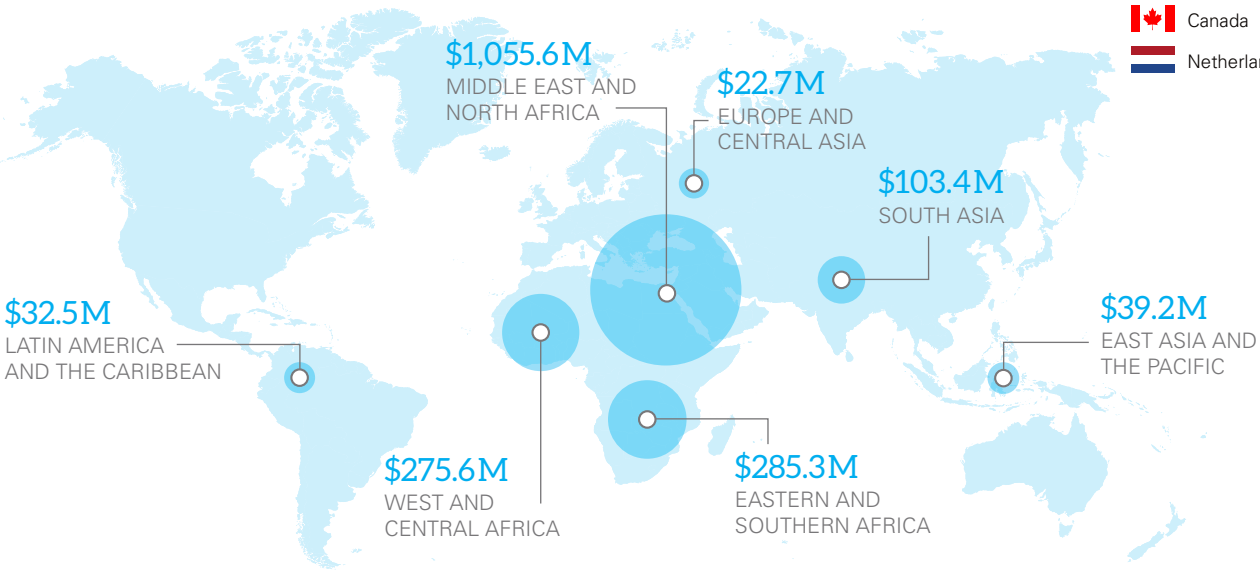 Canada
$1,055.6M
MIDDLE EAST AND
NORTH AFRICA
$22.7M
EUROPE AND
CENTRAL ASIA
$103.4M
SOUTH ASIA
$32.5M
LATIN AMERICA
AND THE CARIBBEAN
$39.2M
EAST ASIA AND
THE PACIFIC
$275.6M
WEST AND
CENTRAL AFRICA
$285.3M
EASTERN AND
SOUTHERN AFRICA